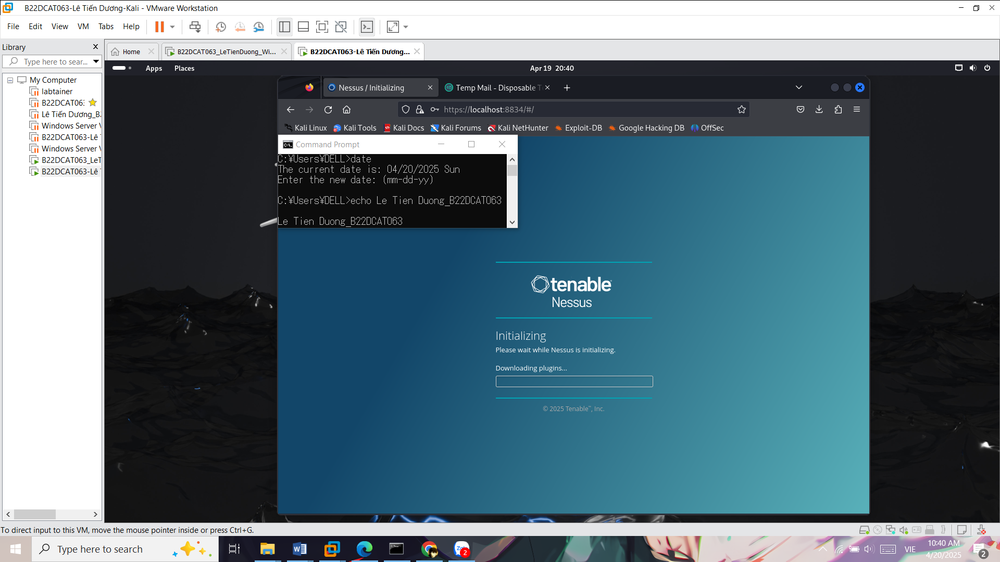 B22DCAT063-Lê Tiến Dương-Kali - VMware Workstation
File Edit View VM Tabs Help
Library
Type here to sear...
My Computer
labtainer
B22DCAT06:
Lê Tiến Dương_B2
Windows Server V
B22DCAT063-Lê T
Windows Server V
B22DCAT063_LeT
B22DCAT063-Lê T
Home
B22DCAT063_LeTienDuong_Wi...
B22DCAT063-Lê Tiến Dương...
Apps Places
Apr 19 20:40
Nessus / Initializing
Temp Mail - Disposable T
https://localhost:8834/#/
Kali Linux Kali Tools Kali Docs Kali Forums Kali NetHunter Exploit-DB Google Hacking DB OffSec
Command Prompt
C:¥Users¥DELL>date
The current date is: 04/20/2025 Sun
Enter the new date: (mm-dd-yy)
C:¥Users¥DELL>echo Le Tien Duong_B22DCAT063
Le Tien Duong_B22DCAT063
tenable
Nessus
Initializing
Please wait while Nessus is initializing.
Downloading plugins...
© 2025 Tenable™, Inc.
To direct input to this VM, move the mouse pointer inside or press Ctrl+G.
Type here to search
2
VIE
10:40 AM
4/20/2025
2